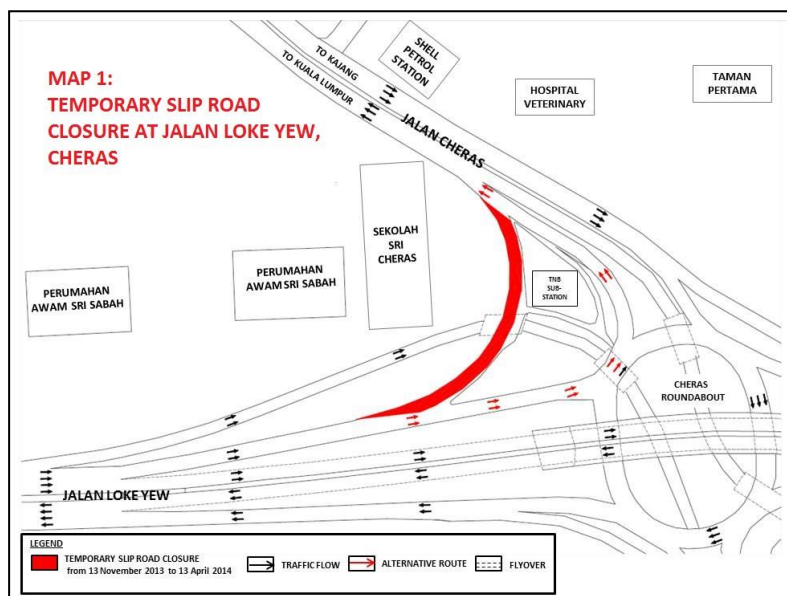 MAP 1:
TEMPORARY SLIP ROAD
CLOSURE AT JALAN LOKE YEW,
CHERAS
TO KAJANG
TO KUALA LUMPUR
SHELL
PETROL
STATION
JALAN CHERAS
HOSPITAL
VETERINARY
TAMAN
PERTAMA
SEKOLAH
SRI
CHERAS
PERUMAHAN
AWAM SRI SABAH
PERUMAHAN
AWAM SRI SABAH
TNB
SUB-
STATION
CHERAS
ROUNDABOUT
JALAN LOKE YEW
LEGEND
TEMPORARY SLIP ROAD CLOSURE
from 13 November 2013 to 13 April 2014
TRAFFIC FLOW
ALTERNATIVE ROUTE
FLYOVER